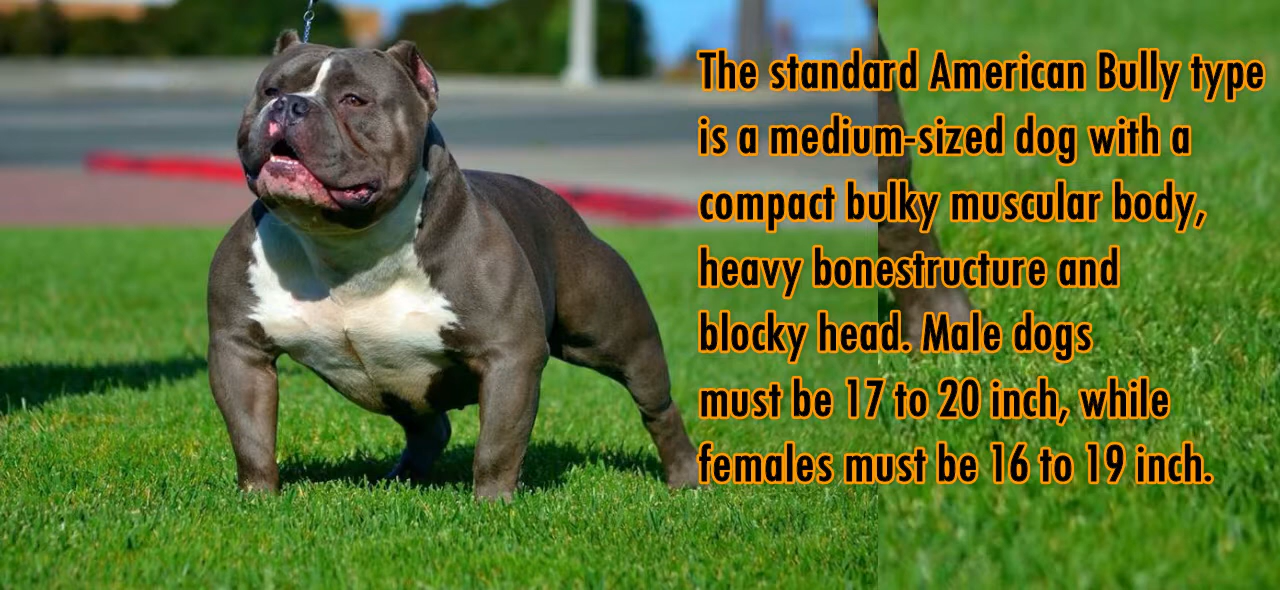 The standard American Bully type
is a medium-sized dog with a
compact bulky muscular body,
heavy bonestructure and
blocky head. Male dogs
must be 17 to 20 inch, while
females must be 16 to 19 inch.